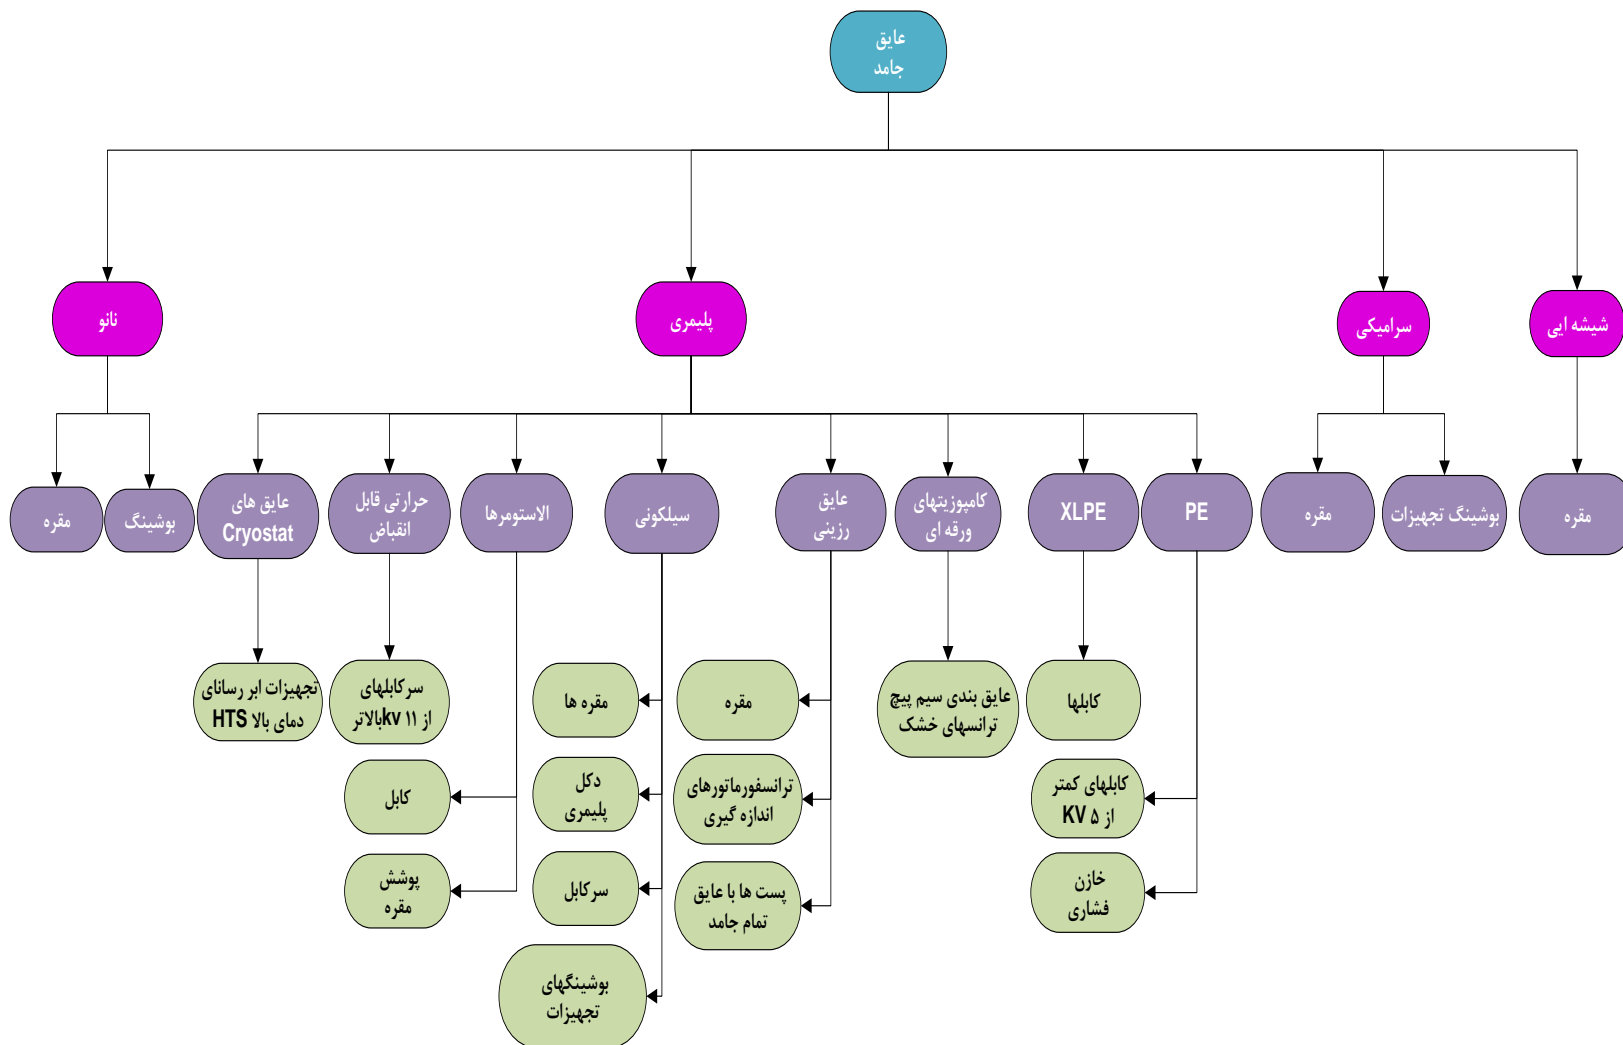 عایق
جامد
شیشه ایی
سرامیکی
پلیمری
نانو
مقره
بوشینگ تجهیزات
مقره
PE
XLPE
کامپوزیتهای
ورقه ای
عایق
رزینی
سیلکونی
الاستومرها
حرارتی قابل
انقباض
عایق های
Cryostat
بوشینگ
مقره
کابلها
عایق بندی سیم پیچ
ترانسهای خشک
مقره
مقره ها
سرکابلهای
از ۱۱ kvبالاتر
تجهیزات ابر رسانای
دمای بالا HTS
کابلهای کمتر
از ۵ KV
ترانسفورماتورهای
اندازه گیری
دکل
پلیمری
کابل
خازن
فشاری
پست ها با عایق
تمام جامد
سرکابل
پوشش
مقره
بوشینگهای
تجهیزات